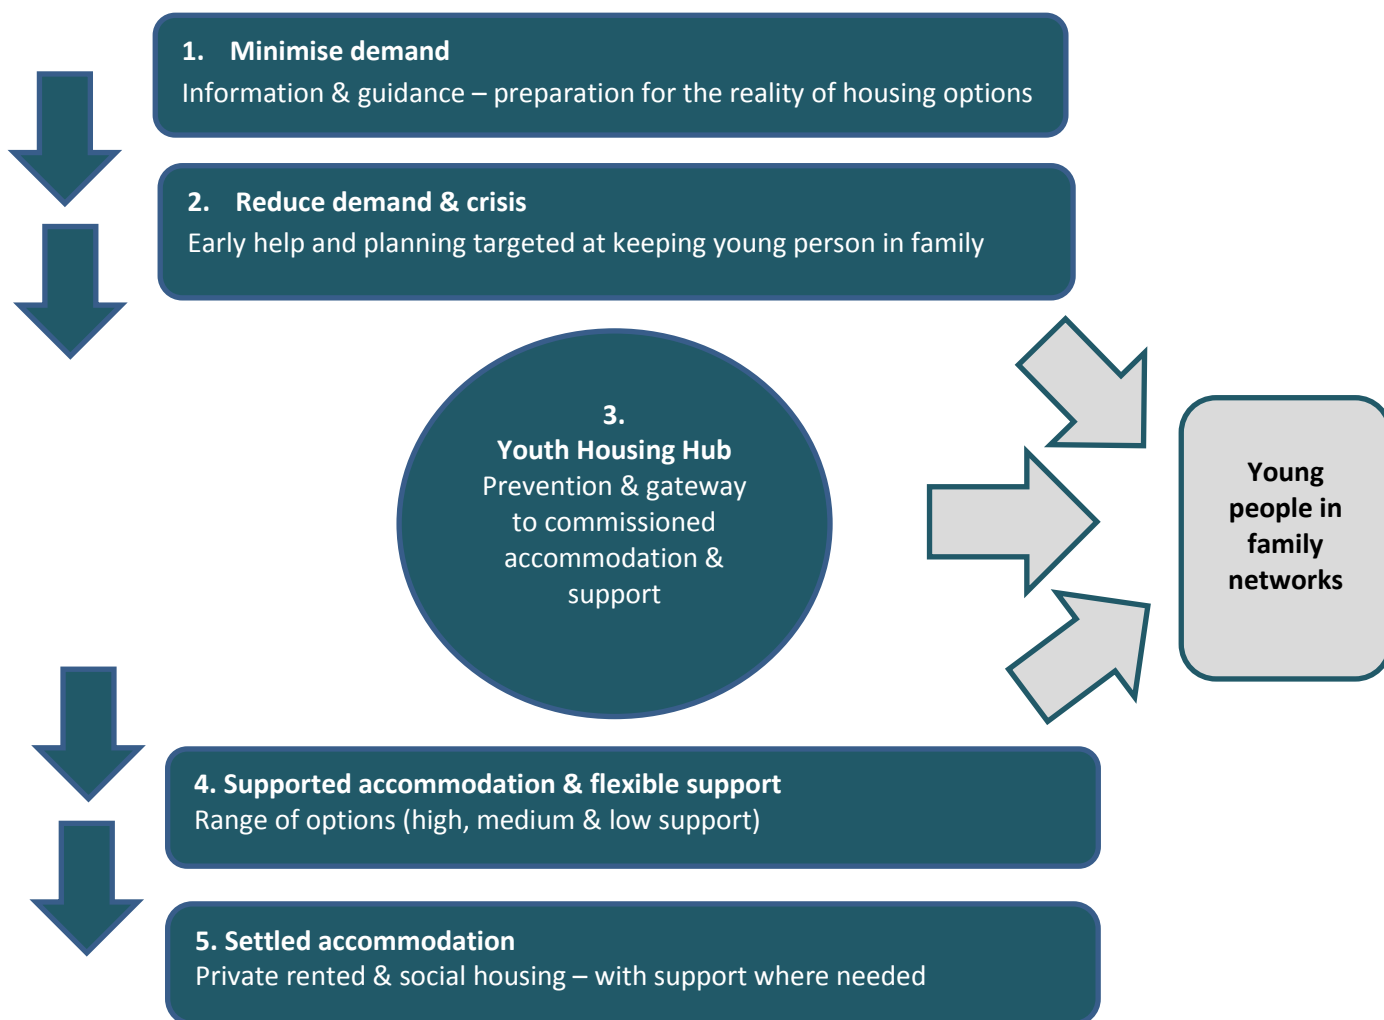 1. Minimise demand
Information & guidance – preparation for the reality of housing options
2. Reduce demand & crisis
Early help and planning targeted at keeping young person in family
3.
Youth Housing Hub
Prevention & gateway
to commissioned
accommodation &
support
Young
people in
family
networks
4. Supported accommodation & flexible support
Range of options (high, medium & low support)
5. Settled accommodation
Private rented & social housing – with support where needed